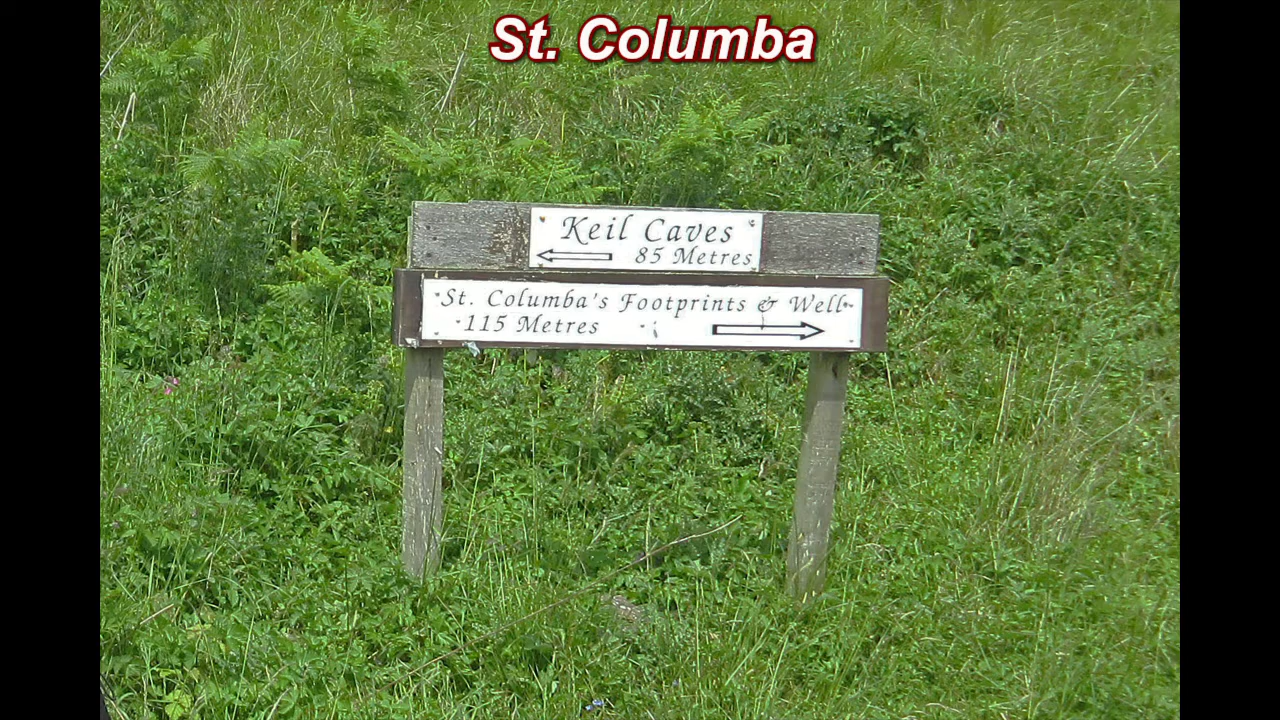 St. Columba
Keil Caves
85 Metres
St. Columba's Footprints & Well
115 Metres